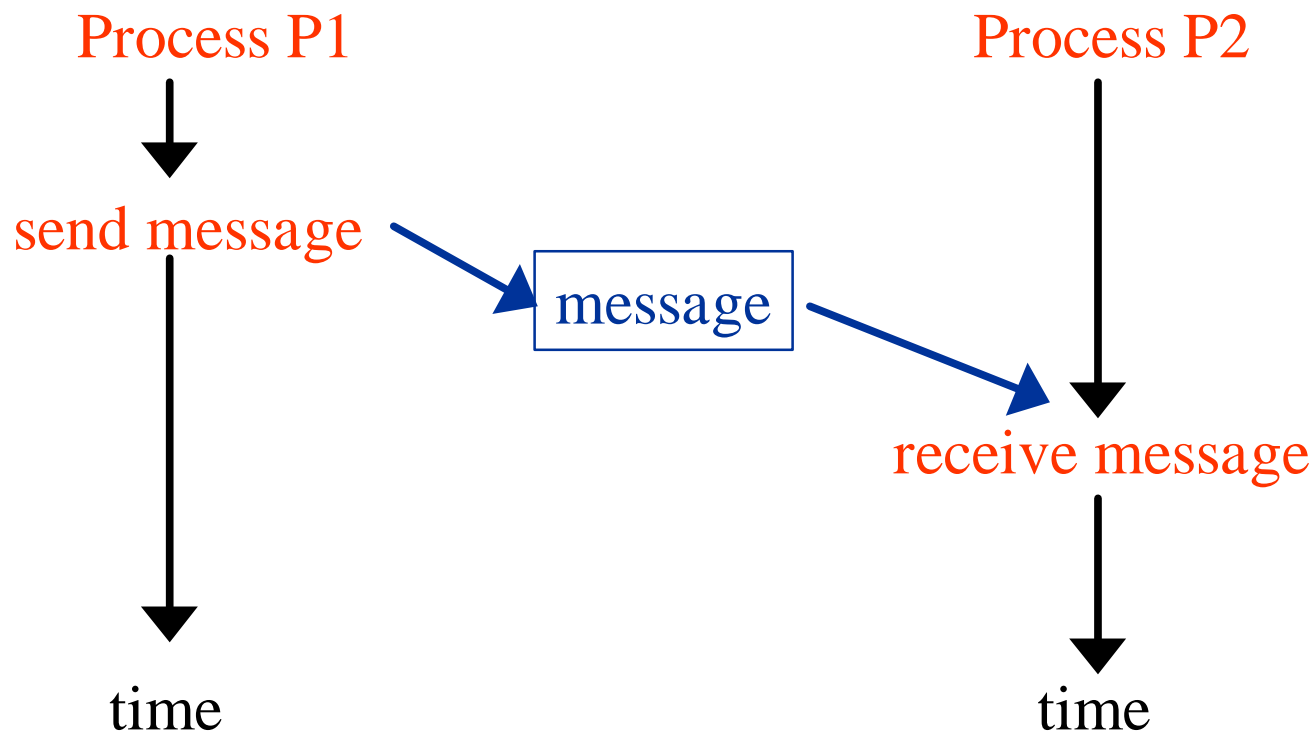 Process P1
Process P2
send message
message
receive message
time
time